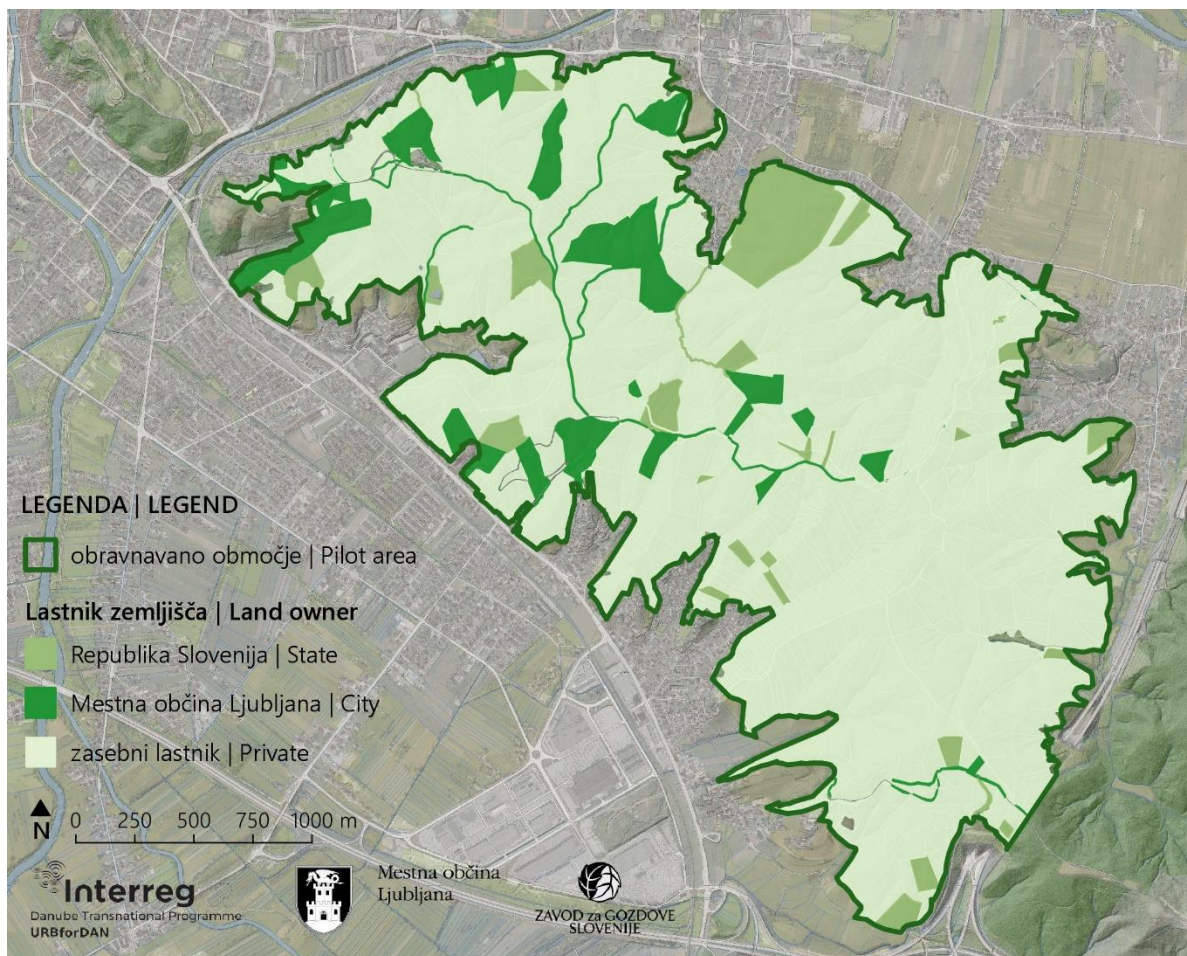 LEGENDA | LEGEND
obravnavano območje | Pilot area
Lastnik zemljišča | Land owner
Republika Slovenija | State
Mestna občina Ljubljana | City
zasebni lastnik | Private
N
0 250 500 750 1000 m
Interreg
Danube Transnational Programme
URBforDAN
Mestna občina
Ljubljana
ZAVOD za GOZDOVE
SLOVENIJE